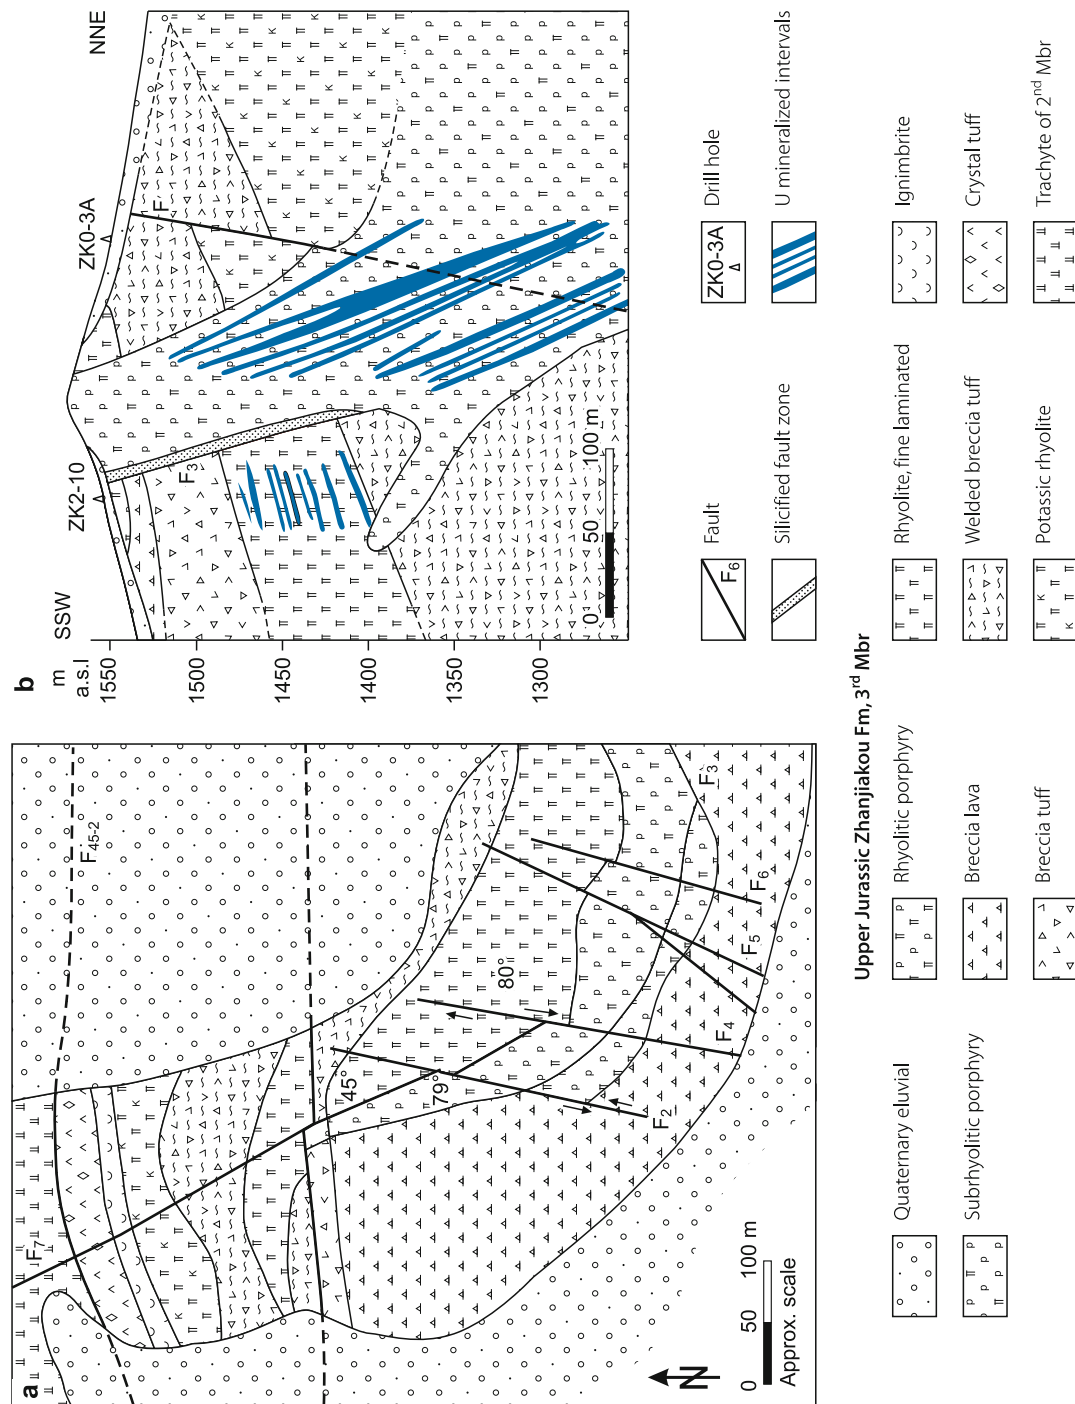 a
F7
F45-2
45°
79°
80°
F2
F4
F5
F6
F3
N
0 50 100 m
Approx. scale
b
m
a.s.l
SSW
NNE
ZK2-10
ZK0-3A
F3
F
1550
1500
1450
1400
1350
1300
0 50 100 m
F6
Fault
ZK0-3A
Drill hole
Silicified fault zone
U mineralized intervals
Upper Jurassic Zhanjiakou Fm, 3rd Mbr
Quaternary eluvial
Rhyolitic porphyry
Rhyolite, fine laminated
Ignimbrite
Subrhyolitic porphyry
Breccia lava
Welded breccia tuff
Crystal tuff
Breccia tuff
Potassic rhyolite
Trachyte of 2nd Mbr